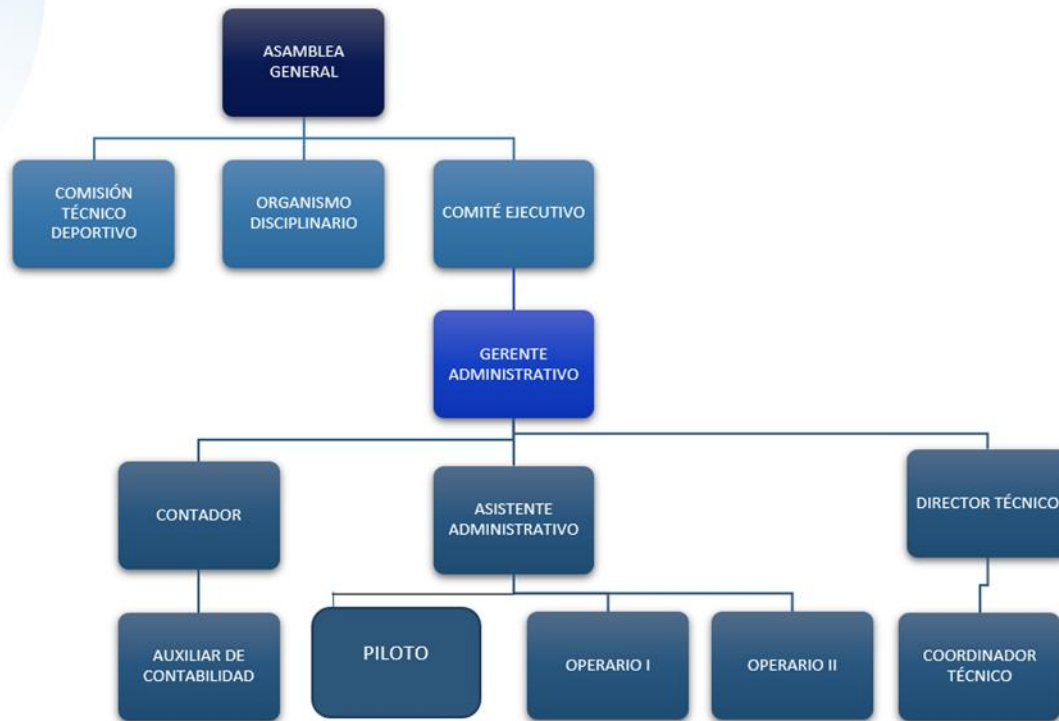 ASAMBLEA
GENERAL
COMISIÓN
TÉCNICO
DEPORTIVO
ORGANISMO
DISCIPLINARIO
COMITÉ EJECUTIVO
GERENTE
ADMINISTRATIVO
CONTADOR
ASISTENTE
ADMINISTRATIVO
DIRECTOR TÉCNICO
AUXILIAR DE
CONTABILIDAD
PILOTO
OPERARIO I
OPERARIO II
COORDINADOR
TÉCNICO